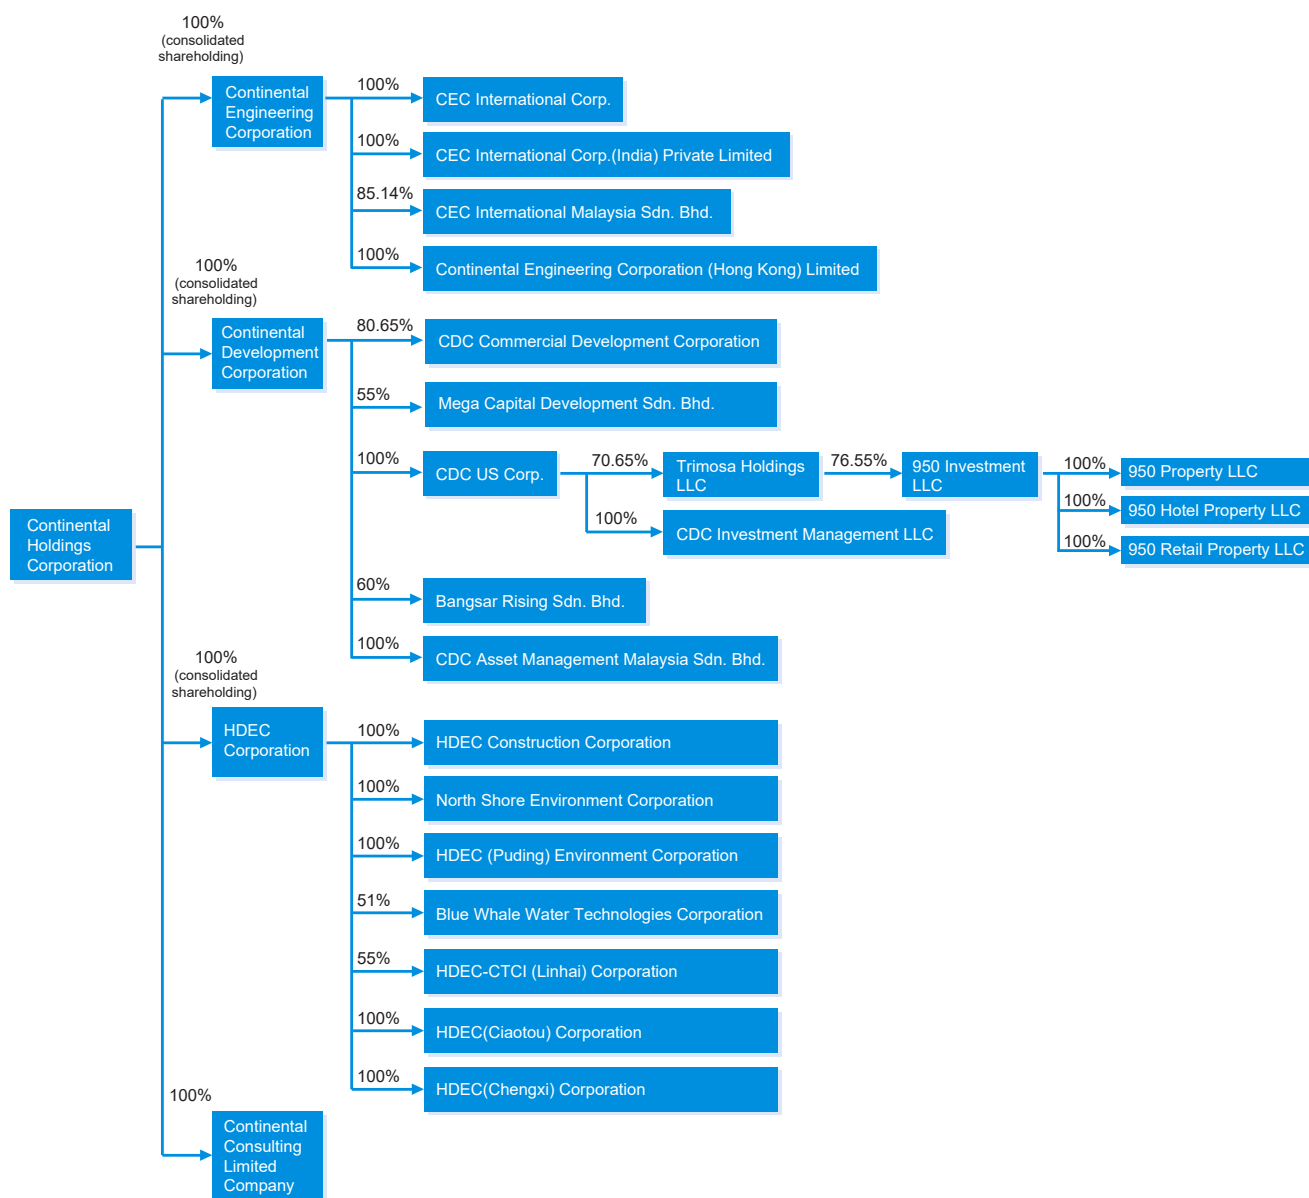 100%
(consolidated
shareholding)
Continental
Engineering
Corporation
100%
CEC International Corp.
100%
CEC International Corp.(India) Private Limited
85.14%
CEC International Malaysia Sdn. Bhd.
100%
Continental Engineering Corporation (Hong Kong) Limited
100%
(consolidated
shareholding)
Continental
Development
Corporation
80.65%
CDC Commercial Development Corporation
55%
Mega Capital Development Sdn. Bhd.
100%
CDC US Corp.
70.65%
Trimosa Holdings
LLC
76.55%
950 Investment
LLC
100%
950 Property LLC
100%
950 Hotel Property LLC
100%
950 Retail Property LLC
100%
CDC Investment Management LLC
Continental
Holdings
Corporation
60%
Bangsar Rising Sdn. Bhd.
100%
CDC Asset Management Malaysia Sdn. Bhd.
100%
(consolidated
shareholding)
HDEC
Corporation
100%
HDEC Construction Corporation
100%
North Shore Environment Corporation
100%
HDEC (Puding) Environment Corporation
51%
Blue Whale Water Technologies Corporation
55%
HDEC-CTCI (Linhai) Corporation
100%
HDEC(Ciaotou) Corporation
100%
HDEC(Chengxi) Corporation
100%
Continental
Consulting
Limited
Company